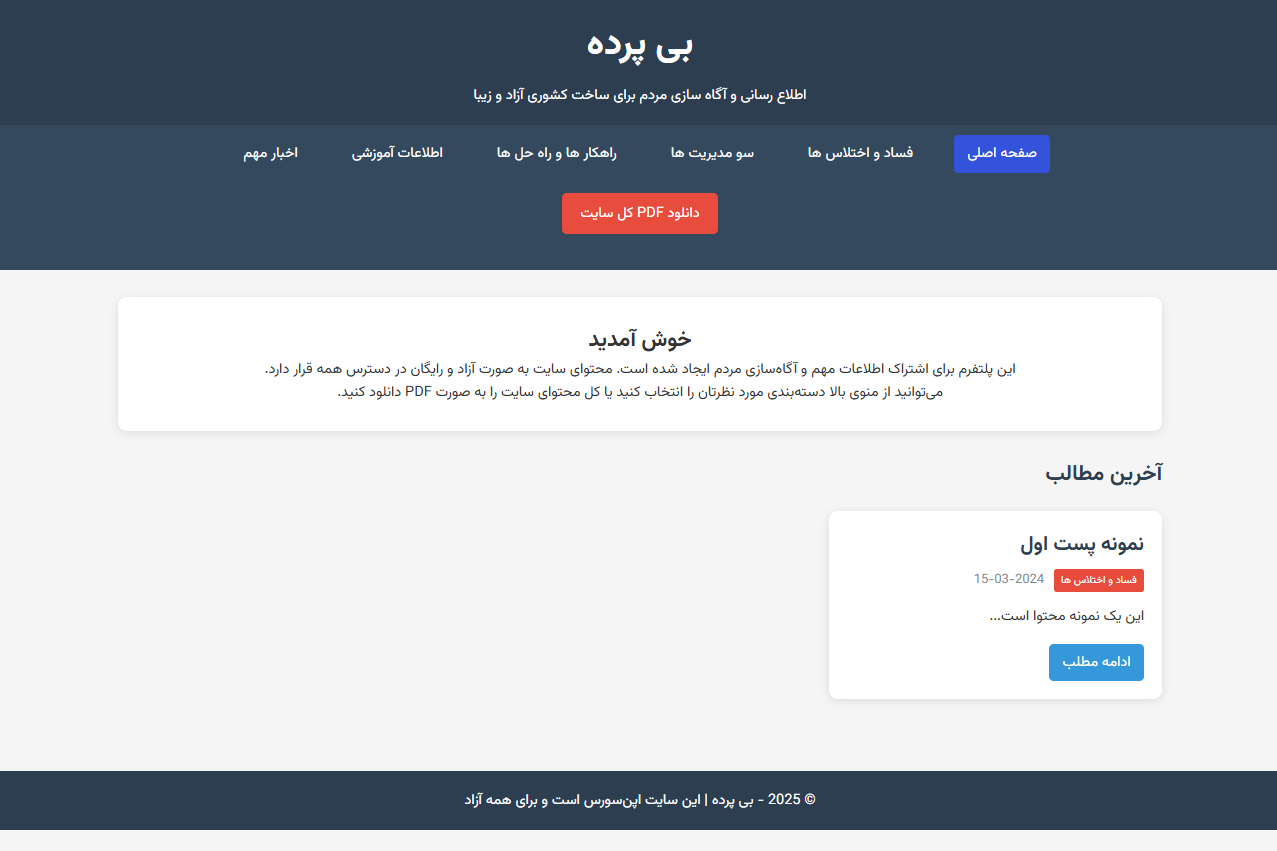 بی پرده
اطلاع رسانی و آگاه سازی مردم برای ساخت کشوری آزاد و زیبا
صفحه اصلی
فساد و اختلاس ها
سو مدیریت ها
راهکار ها و راه حل ها
اطلاعات آموزشی
اخبار مهم
دانلود PDF کل سایت
خوش آمدید
این پلتفرم برای اشتراک اطلاعات مهم و آگاه‌سازی مردم ایجاد شده است. محتوای سایت به صورت آزاد و رایگان در دسترس همه قرار دارد.
می‌توانید از منوی بالا دسته‌بندی مورد نظرتان را انتخاب کنید یا کل محتوای سایت را به صورت PDF دانلود کنید.
آخرین مطالب
نمونه پست اول
فساد و اختلاس ها 15-03-2024
این یک نمونه محتوا است...
ادامه مطلب
© 2025 - بی پرده | این سایت اپن‌سورس است و برای همه آزاد